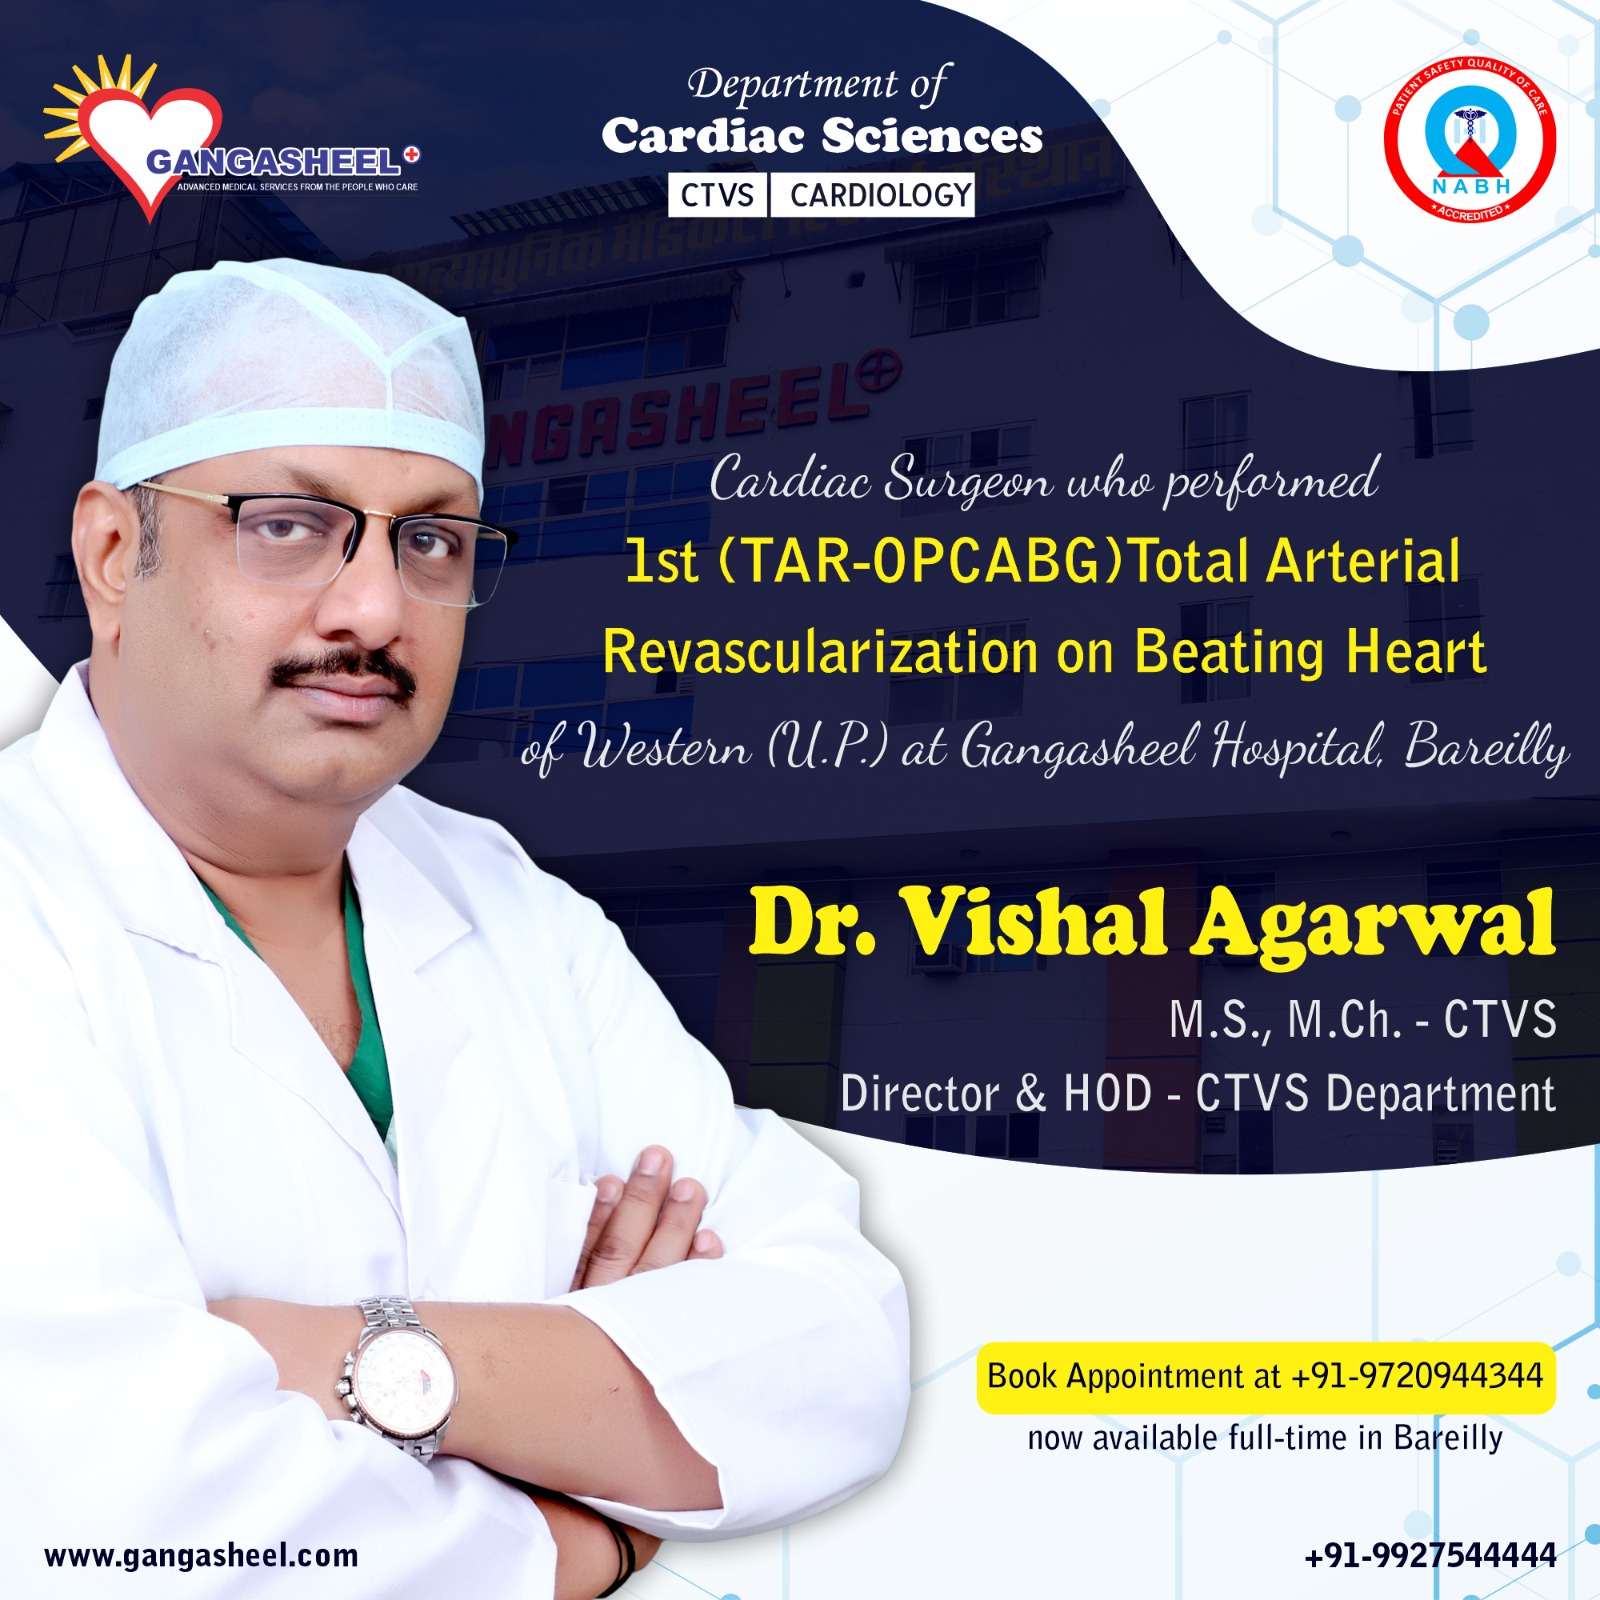 GANGASHEEL
ADVANCED MEDICAL SERVICES FROM THE PEOPLE WHO CARE
Department of
Cardiac Sciences
CTVS | CARDIOLOGY
PATIENT SAFETY QUALITY OF CARE
NABH
• ACCREDITED •
अत्याधुनिक मेडिकल
संस्थान
NGASHEEL
Cardiac Surgeon who performed
1st (TAR-OPCABG)Total Arterial
Revascularization on Beating Heart
of Western (U.P.) at Gangasheel Hospital, Bareilly
Dr. Vishal Agarwal
M.S., M.Ch. - CTVS
Director & HOD - CTVS Department
Book Appointment at +91-9720944344
now available full-time in Bareilly
www.gangasheel.com
+91-9927544444